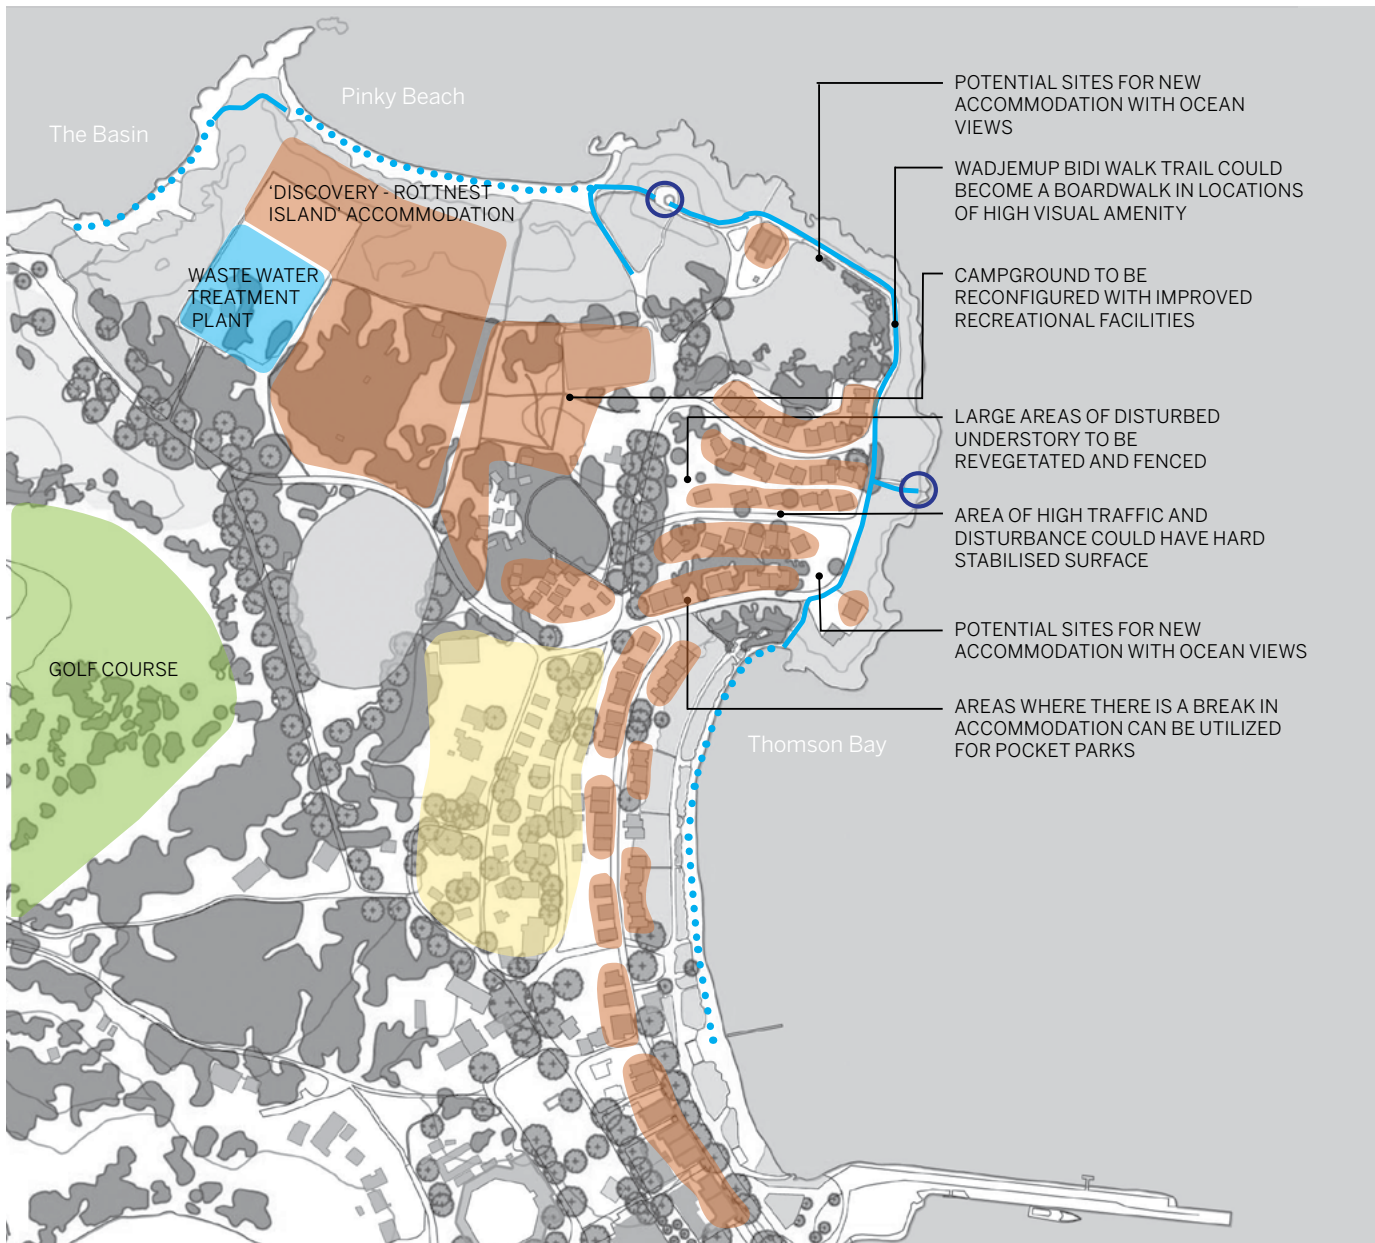 The Basin
Pinky Beach
'DISCOVERY - ROTTNEST
ISLAND' ACCOMMODATION
WASTE WATER
TREATMENT
PLANT
GOLF COURSE
Thomson Bay
POTENTIAL SITES FOR NEW
ACCOMMODATION WITH OCEAN
VIEWS
WADJEMUP BIDI WALK TRAIL COULD
BECOME A BOARDWALK IN LOCATIONS
OF HIGH VISUAL AMENITY
CAMPGROUND TO BE
RECONFIGURED WITH IMPROVED
RECREATIONAL FACILITIES
LARGE AREAS OF DISTURBED
UNDERSTORY TO BE
REVEGETATED AND FENCED
AREA OF HIGH TRAFFIC AND
DISTURBANCE COULD HAVE HARD
STABILISED SURFACE
POTENTIAL SITES FOR NEW
ACCOMMODATION WITH OCEAN VIEWS
AREAS WHERE THERE IS A BREAK IN
ACCOMMODATION CAN BE UTILIZED
FOR POCKET PARKS